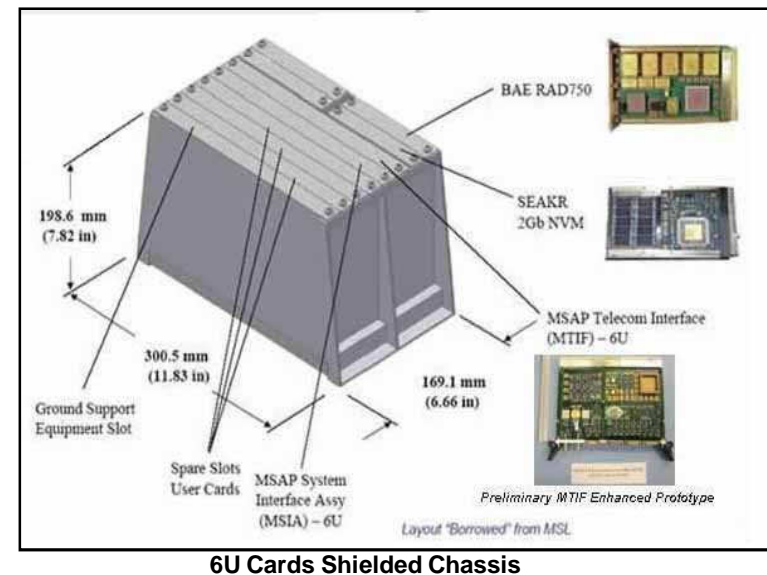 BAE RAD750
SEAKR
2Gb NVM
198.6 mm
(7.82 in)
MSAP Telecom Interface
(MTIF) – 6U
300.5 mm
(11.83 in)
169.1 mm
(6.66 in)
Ground Support
Equipment Slot
Spare Slots
User Cards
MSAP System
Interface Assy
(MSIA) – 6U
Preliminary MTIF Enhanced Prototype
Layout "Borrowed" from MSL
6U Cards Shielded Chassis